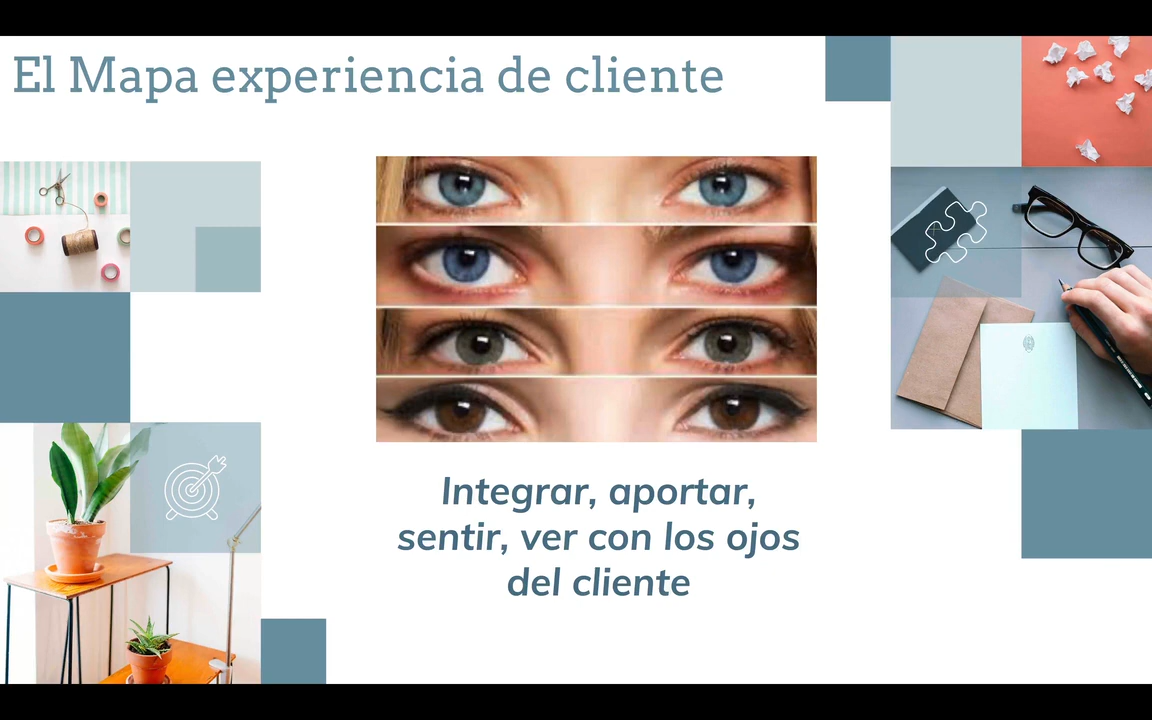 El Mapa experiencia de cliente
Integrar, aportar,
sentir, ver con los ojos
del cliente